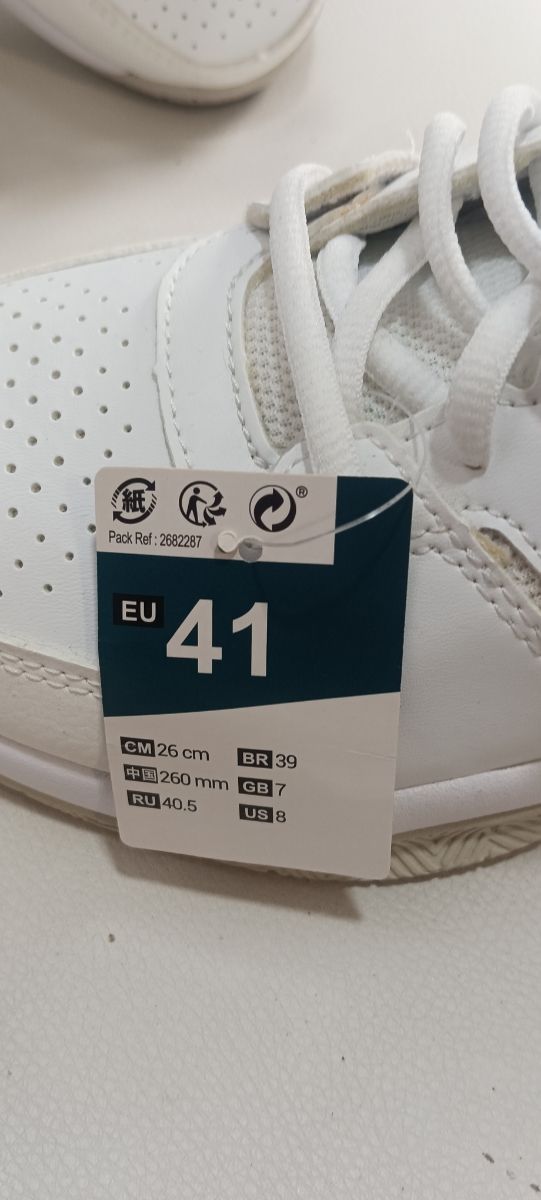 紙
®
Pack Ref : 2682287
EU 41
CM 26 cm BR 39
中国 260 mm GB 7
RU 40.5 US 8